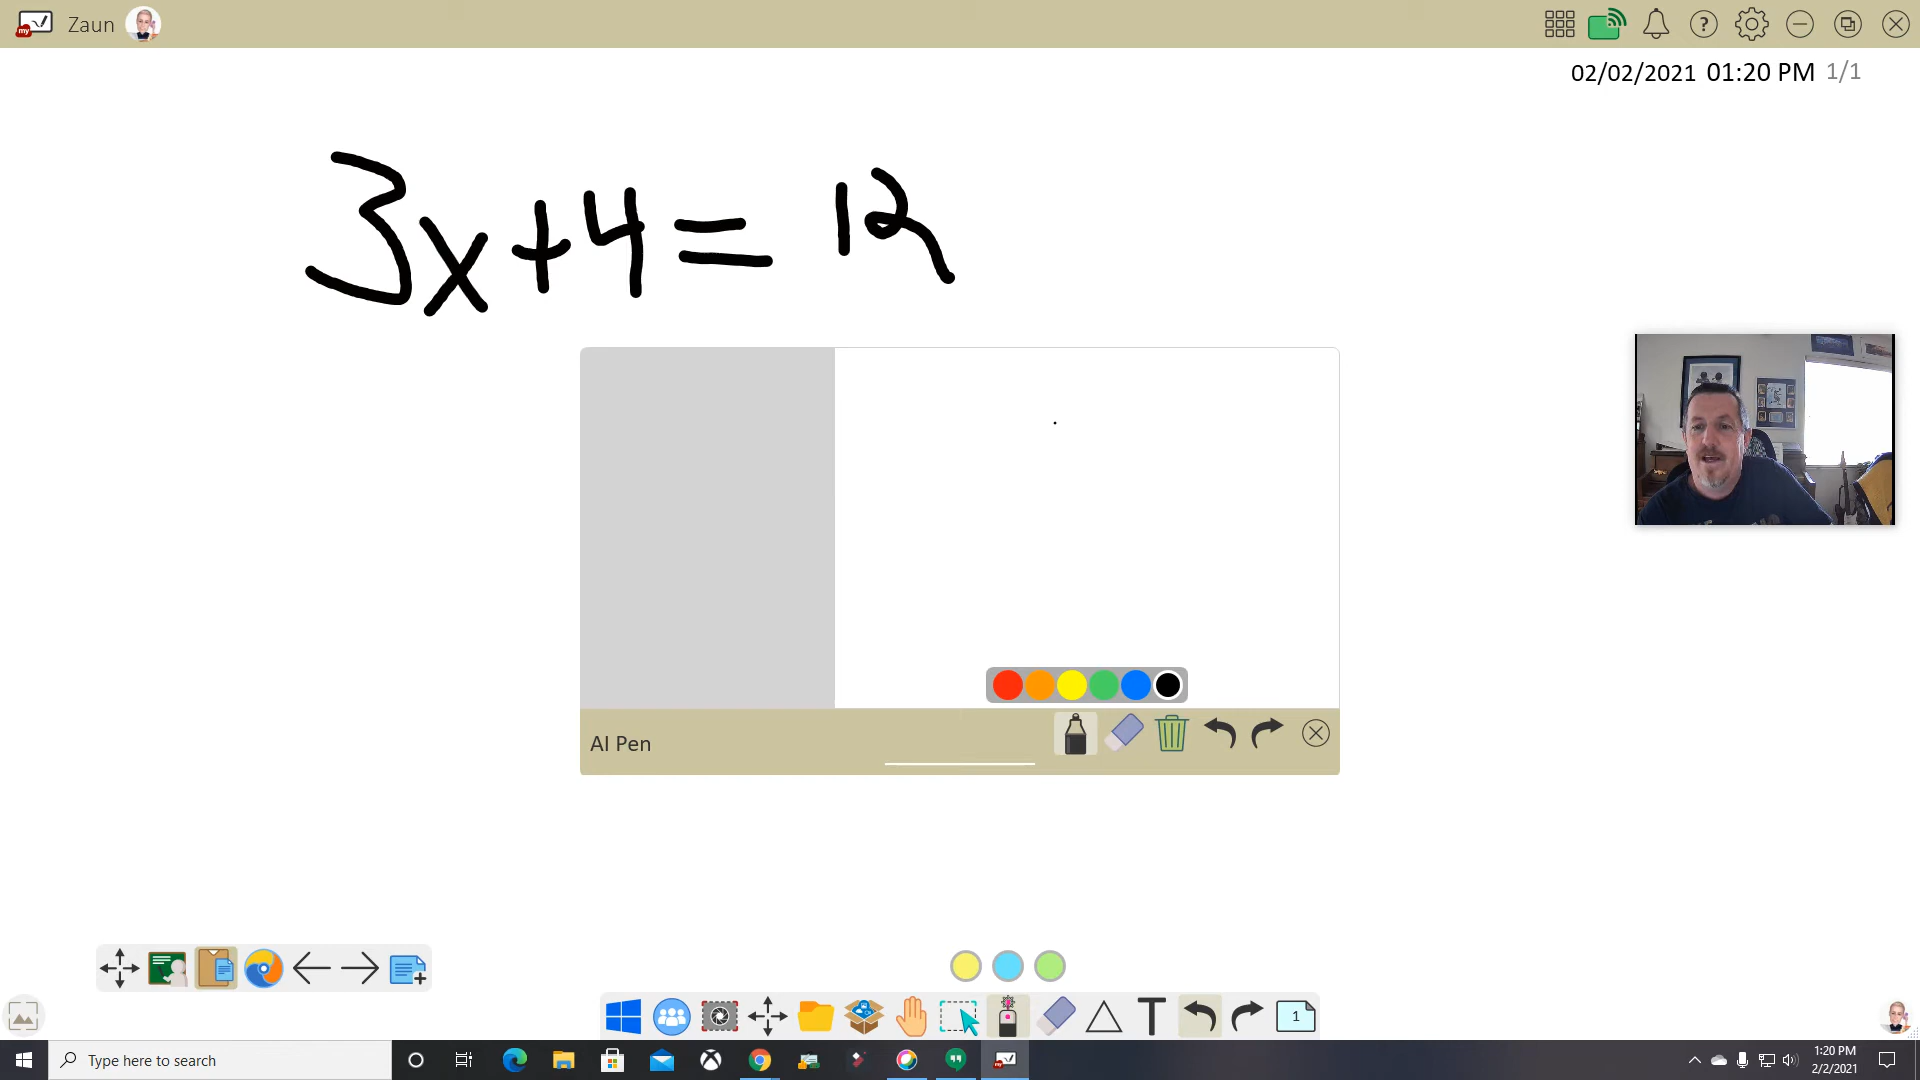 my Zaun
02/02/2021 01:20 PM 1/1
3x+4=12
AI Pen
T 1
Type here to search
1:20 PM
2/2/2021